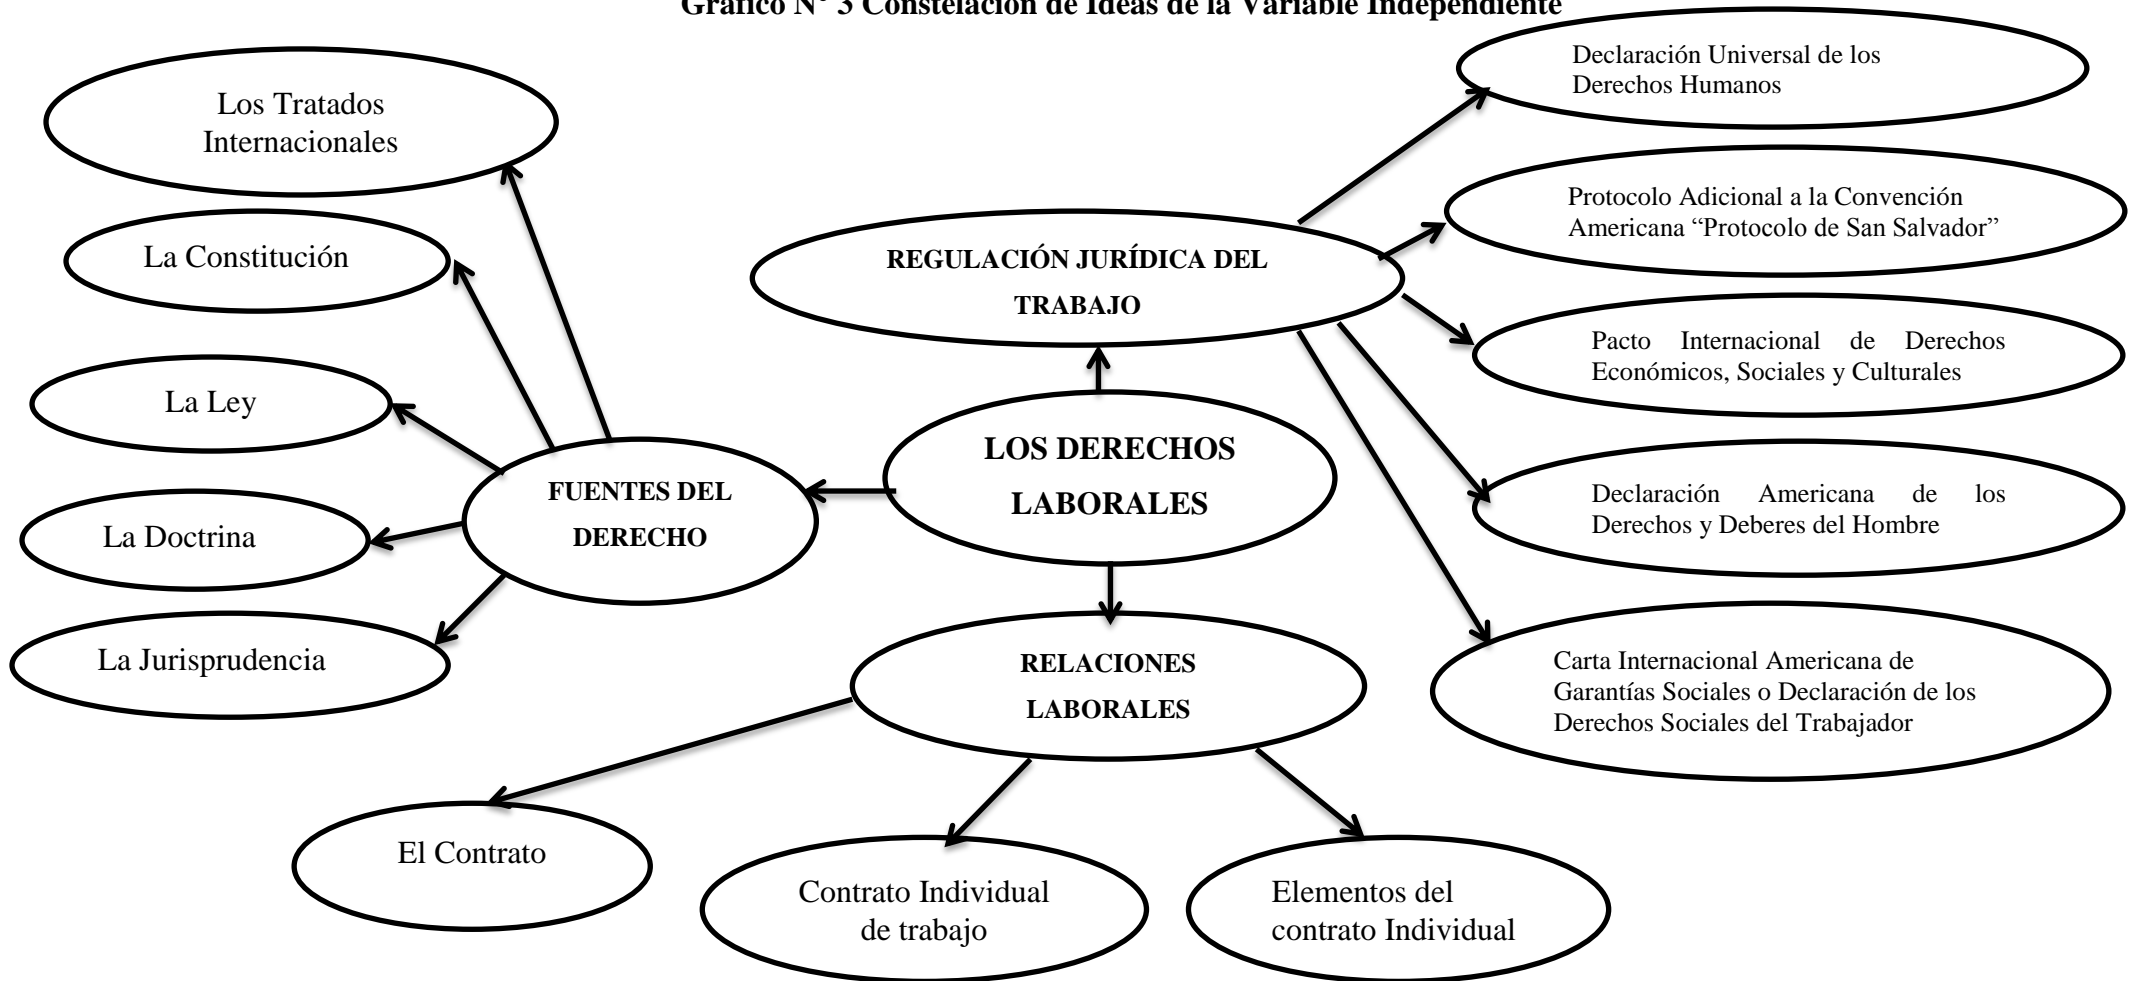 Gráfico N° 3 Constelación de Ideas de la Variable Independiente
Los Tratados
Internacionales
La Constitución
La Ley
La Doctrina
La Jurisprudencia
FUENTES DEL
DERECHO
LOS DERECHOS
LABORALES
REGULACIÓN JURÍDICA DEL
TRABAJO
Declaración Universal de los
Derechos Humanos
Protocolo Adicional a la Convención
Americana “Protocolo de San Salvador”
Pacto Internacional de Derechos
Económicos, Sociales y Culturales
Declaración Americana de los
Derechos y Deberes del Hombre
Carta Internacional Americana de
Garantías Sociales o Declaración de los
Derechos Sociales del Trabajador
RELACIONES
LABORALES
El Contrato
Contrato Individual
de trabajo
Elementos del
contrato Individual